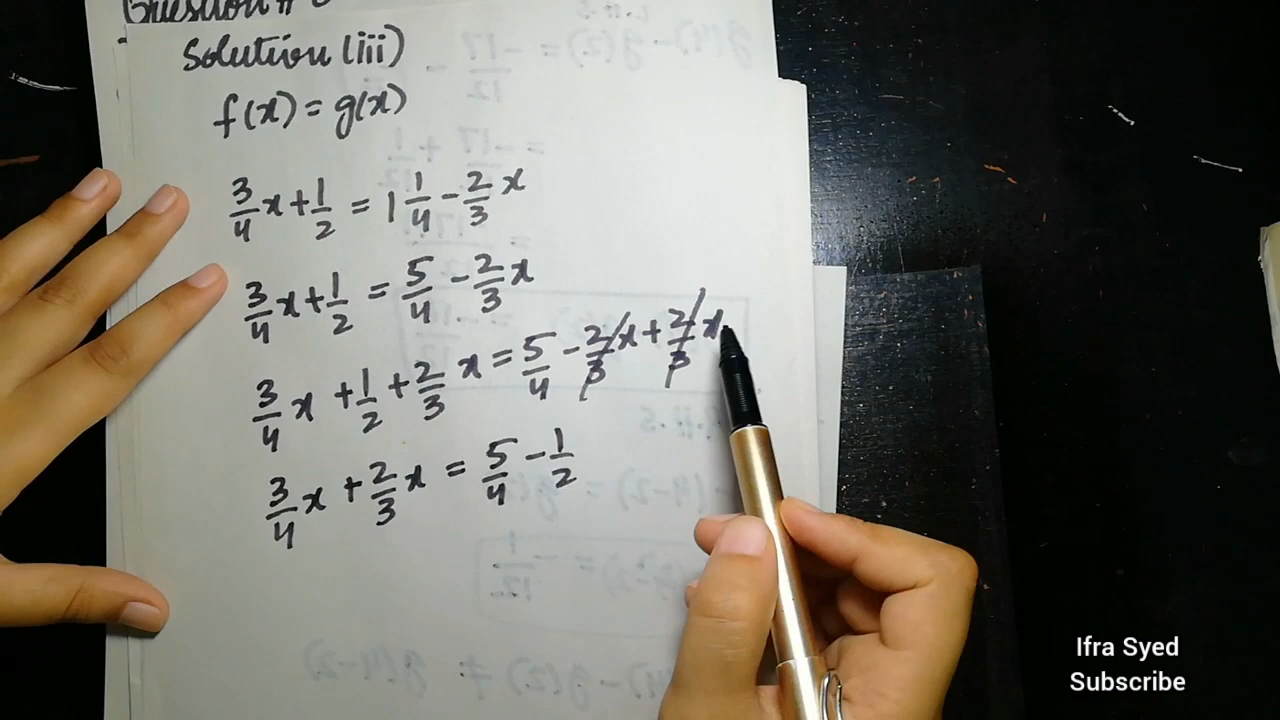 Question #
Solution (iii)
f(x) = g(x)
3/4 x + 1/2 = 1 1/4 - 2/3 x
3/4 x + 1/2 = 5/4 - 2/3 x
3/4 x + 1/2 + 2/3 x = 5/4 - 2/3 x + 2/3 x
3/4 x + 2/3 x = 5/4 - 1/2
Ifra Syed
Subscribe